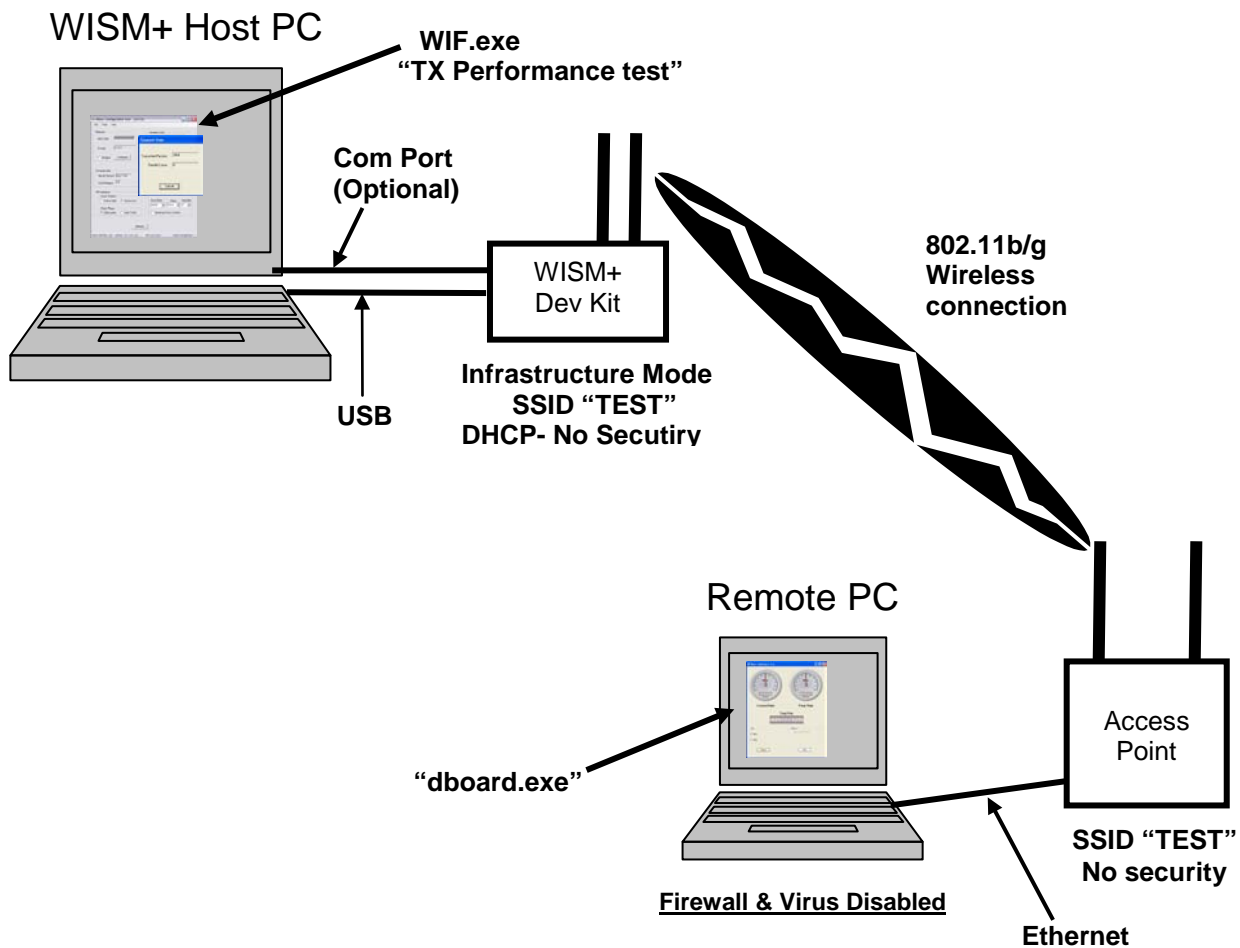 WISM+ Host PC
WIF.exe
“TX Performance test”
Com Port
(Optional)
WISM+
Dev Kit
802.11b/g
Wireless
connection
Infrastructure Mode
SSID “TEST”
DHCP- No Secutiry
USB
Remote PC
Access
Point
“dboard.exe”
SSID “TEST”
No security
Firewall & Virus Disabled
Ethernet